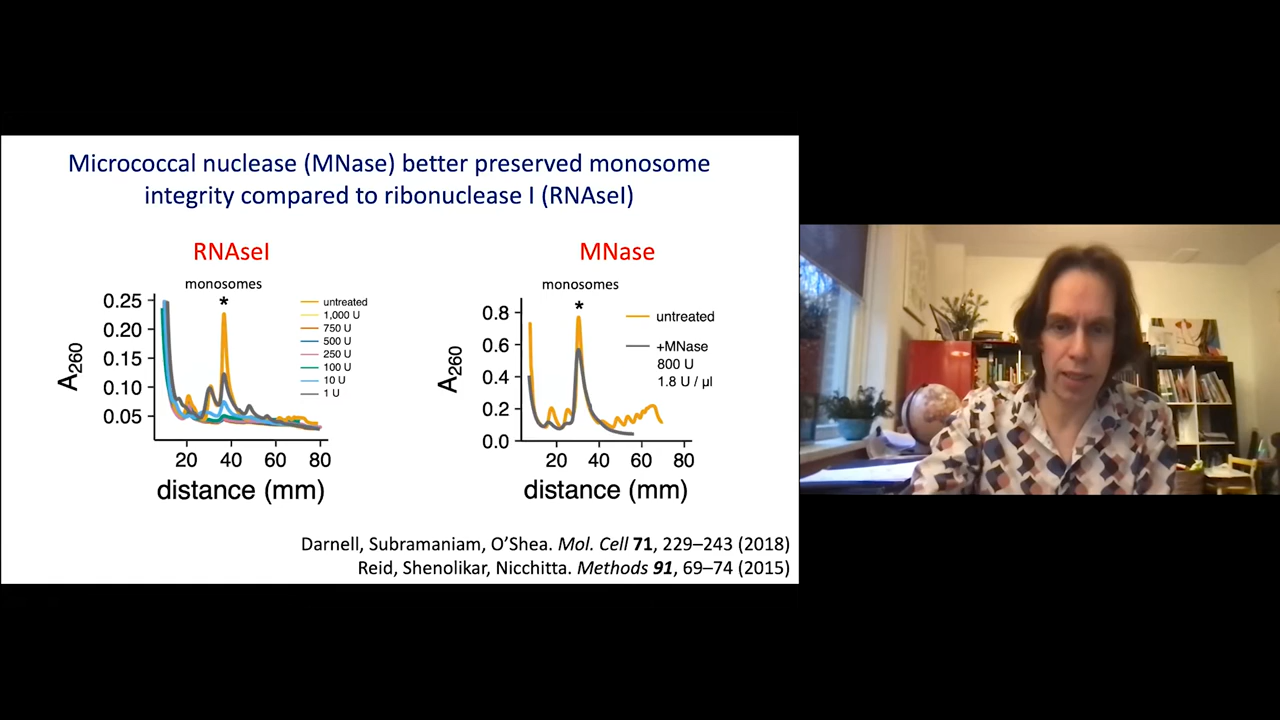 Micrococcal nuclease (MNase) better preserved monosome
integrity compared to ribonuclease I (RNAseI)
RNAseI
monosomes
*
0.25
0.20
0.15
0.10
0.05
A260
20 40 60 80
distance (mm)
untreated
1,000 U
750 U
500 U
250 U
100 U
10 U
1 U
MNase
monosomes
*
0.8
0.6
0.4
0.2
0.0
A260
20 40 60 80
distance (mm)
untreated
+MNase
800 U
1.8 U / µl
Darnell, Subramaniam, O’Shea. Mol. Cell 71, 229–243 (2018)
Reid, Shenolikar, Nicchitta. Methods 91, 69–74 (2015)